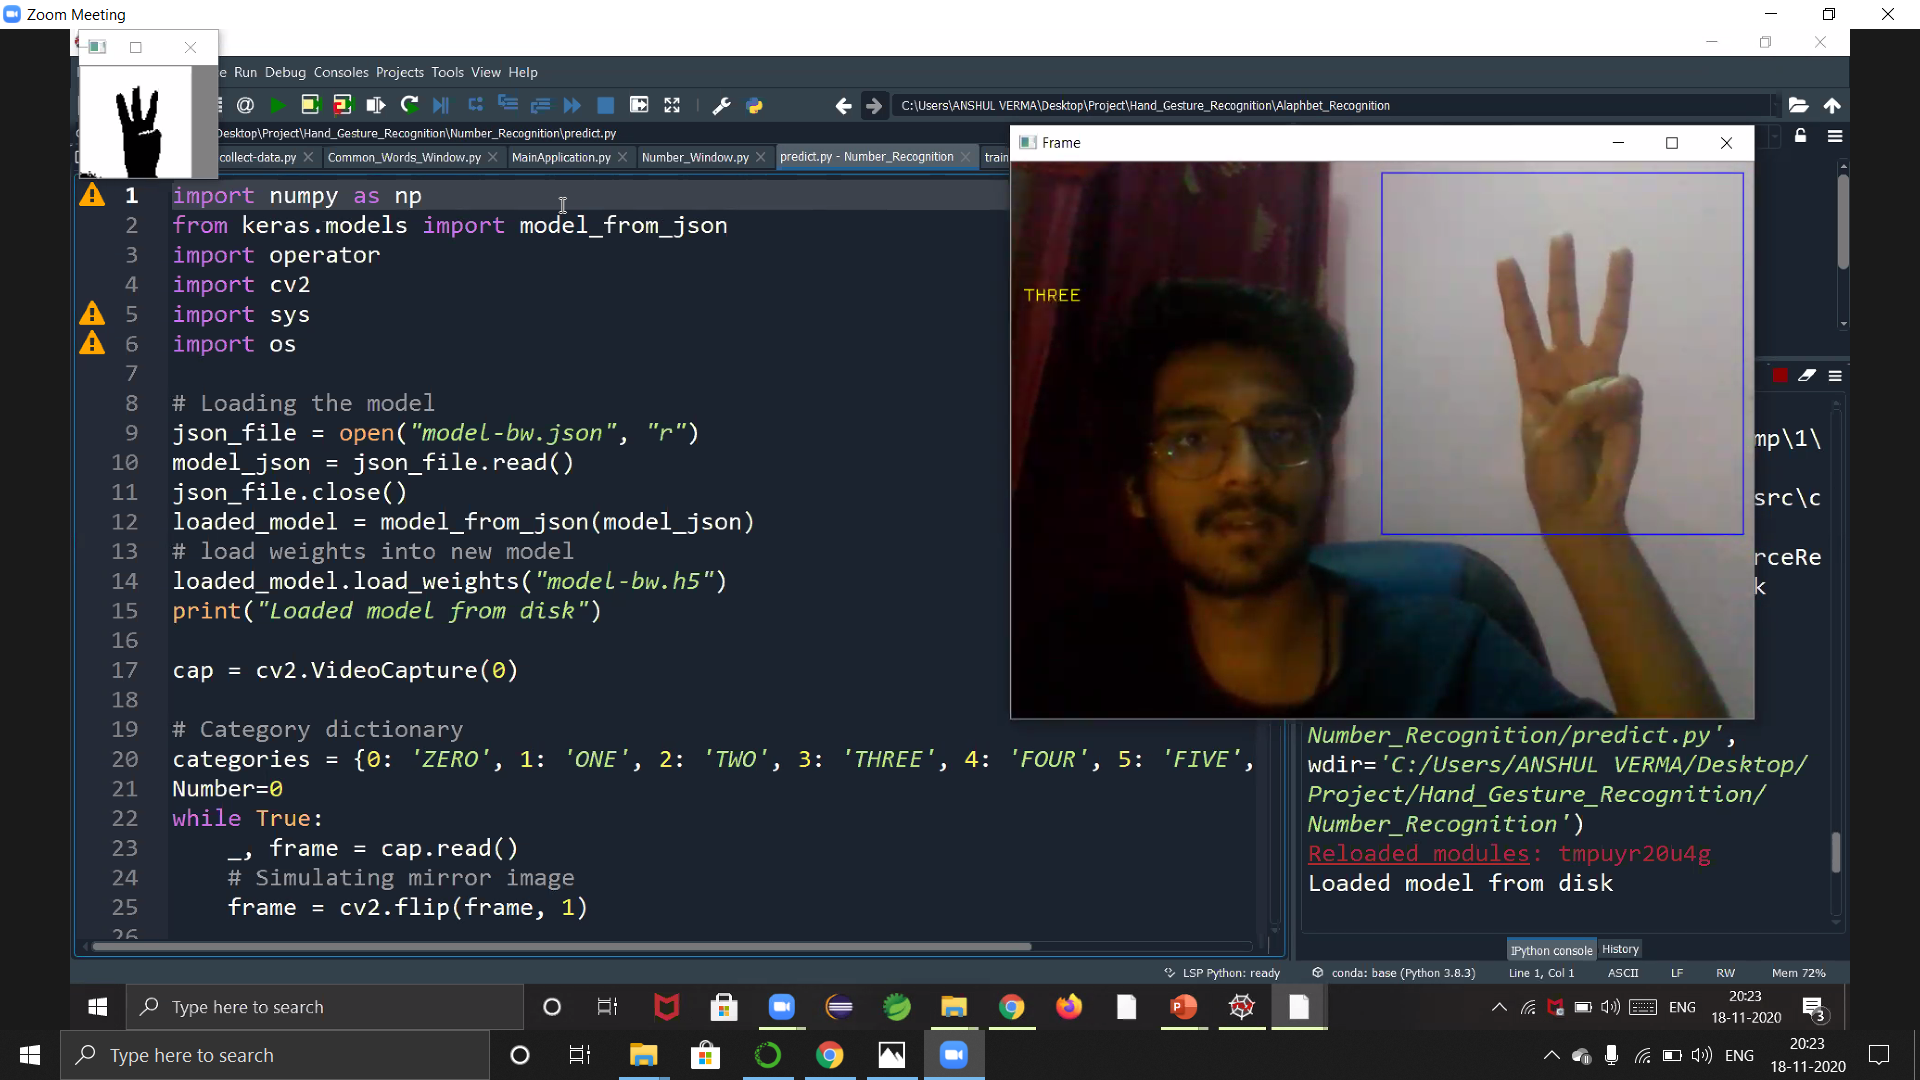 Zoom Meeting
e Run Debug Consoles Projects Tools View Help
C:\Users\ANSHUL VERMA\Desktop\Project\Hand_Gesture_Recognition\Alaphbet_Recognition
Desktop\Project\Hand_Gesture_Recognition\Number_Recognition\predict.py
collect-data.py Common_Words_Window.py MainApplication.py Number_Window.py predict.py - Number_Recognition train
1 import numpy as np
2 from keras.models import model_from_json
3 import operator
4 import cv2
5 import sys
6 import os
7
8 # Loading the model
9 json_file = open("model-bw.json", "r")
10 model_json = json_file.read()
11 json_file.close()
12 loaded_model = model_from_json(model_json)
13 # load weights into new model
14 loaded_model.load_weights("model-bw.h5")
15 print("Loaded model from disk")
16
17 cap = cv2.VideoCapture(0)
18
19 # Category dictionary
20 categories = {0: 'ZERO', 1: 'ONE', 2: 'TWO', 3: 'THREE', 4: 'FOUR', 5: 'FIVE',
21 Number=0
22 while True:
23 _, frame = cap.read()
24 # Simulating mirror image
25 frame = cv2.flip(frame, 1)
26
Frame
THREE
mp\1\
src\c
rceRe
k
Number_Recognition/predict.py',
wdir='C:/Users/ANSHUL VERMA/Desktop/
Project/Hand_Gesture_Recognition/
Number_Recognition')
Reloaded modules: tmpuyr20u4g
Loaded model from disk
IPython console History
LSP Python: ready conda: base (Python 3.8.3) Line 1, Col 1 ASCII LF RW Mem 72%
Type here to search ENG 20:23
18-11-2020 3
Type here to search ENG 20:23
18-11-2020